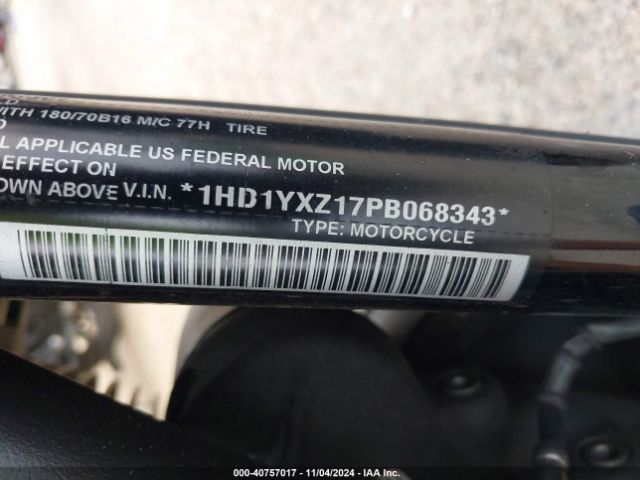 WITH 180/70B16 M/C 77H TIRE
L APPLICABLE US FEDERAL MOTOR
EFFECT ON
OWN ABOVE V.I.N. *1HD1YXZ17PB068343*
TYPE: MOTORCYCLE
000-40757017 - 11/04/2024 - IAA Inc.